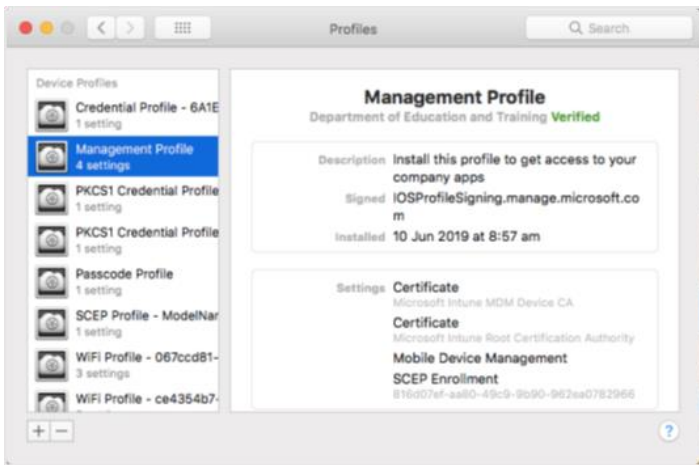 Profiles
Search
Device Profiles
Credential Profile - 6A1E
1 setting
Management Profile
4 settings
PKCS1 Credential Profile
1 setting
PKCS1 Credential Profile
1 setting
Passcode Profile
1 setting
SCEP Profile - ModelNar
1 setting
WiFi Profile - 067ccd81-
3 settings
WiFi Profile - ce4354b7-
Management Profile
Department of Education and Training Verified
Description Install this profile to get access to your
company apps
Signed IOSProfileSigning.manage.microsoft.co
m
Installed 10 Jun 2019 at 8:57 am
Settings Certificate
Microsoft Intune MDM Device CA
Certificate
Microsoft Intune Root Certification Authority
Mobile Device Management
SCEP Enrollment
816d07ef-aa80-49c9-9b90-962ea0782966